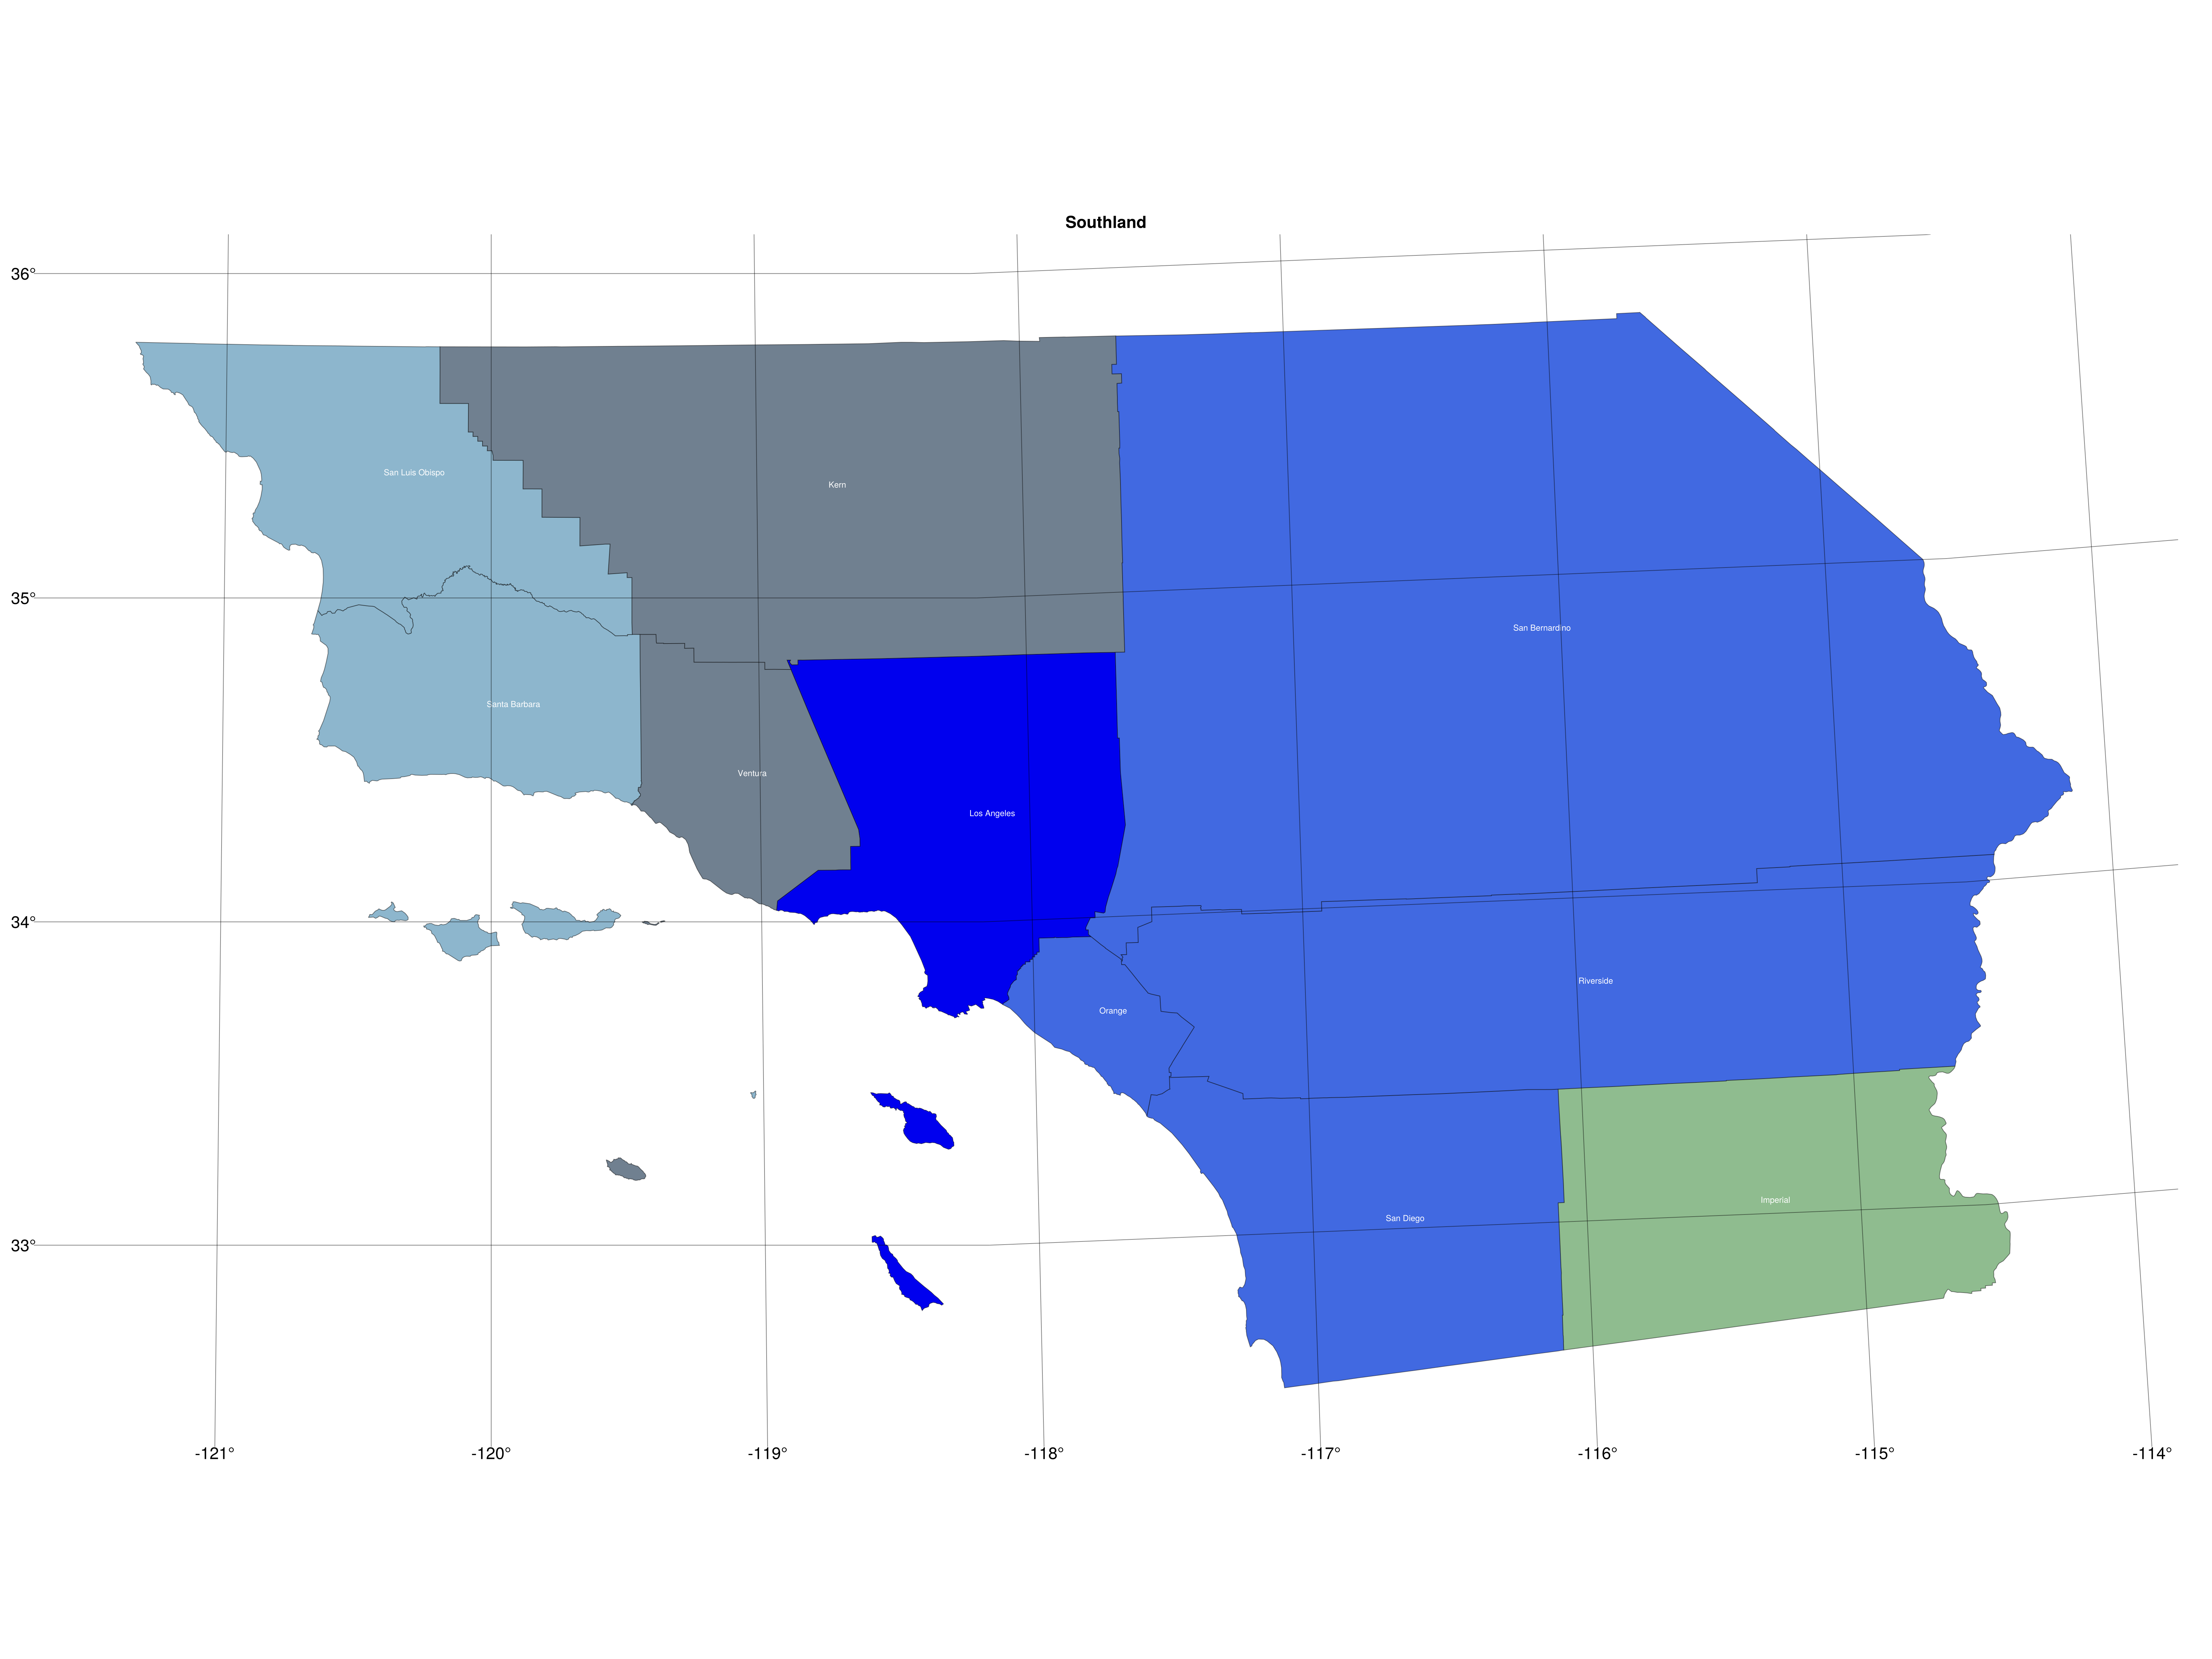 Southland
36°
San Luis Obispo
Kern
35°
San Bernardino
Santa Barbara
Ventura
Los Angeles
34°
Riverside
Orange
Imperial
San Diego
33°
-121°
-120°
-119°
-118°
-117°
-116°
-115°
-114°